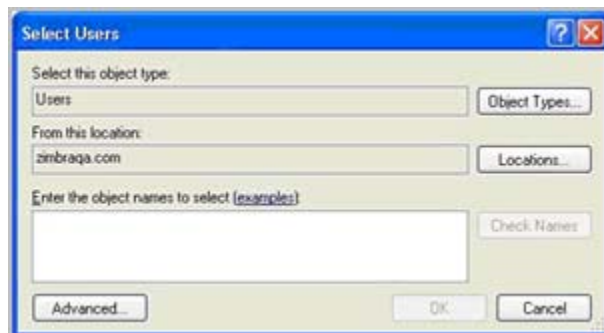 Select Users
Select this object type:
Users
Object Types...
From this location:
zimbraqa.com
Locations...
Enter the object names to select (examples):
Check Names
Advanced...
OK
Cancel